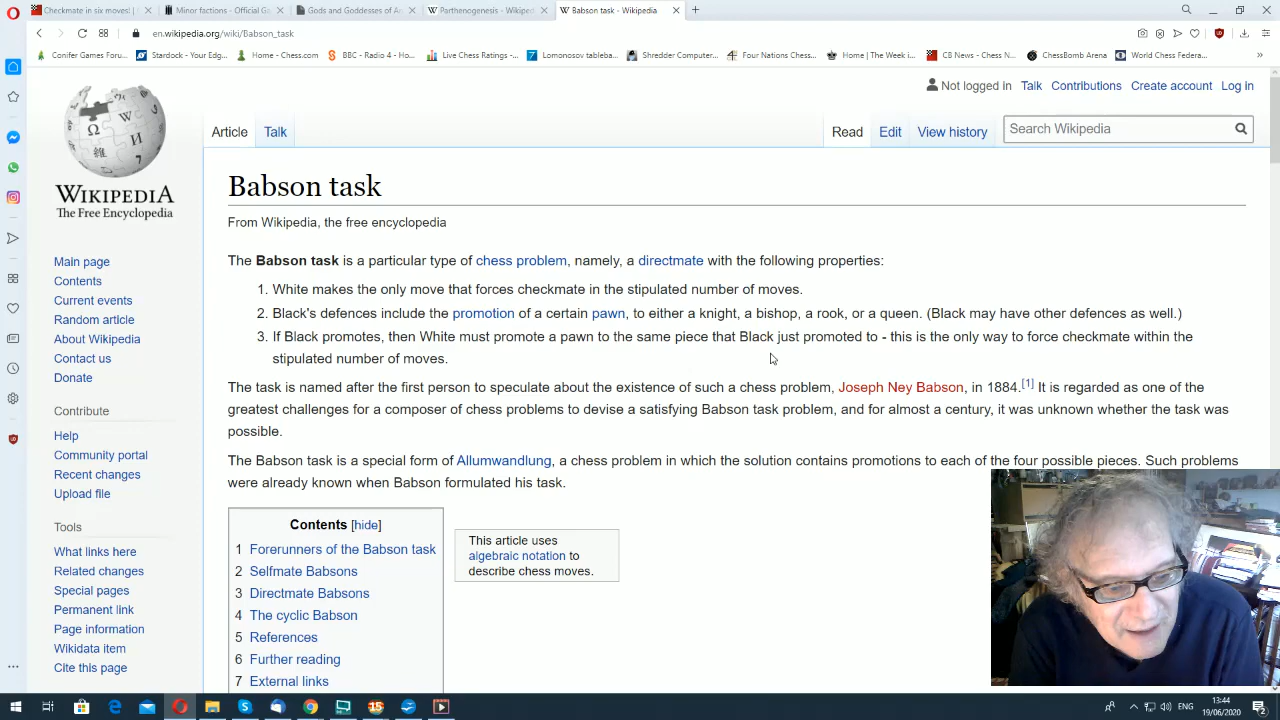 Checkmate in six moves! |
Minor factions - Official Ga
Gods and Goddesses of An
Parthenogenesis - Wikiped
Babson task - Wikipedia
en.wikipedia.org/wiki/Babson_task
Conifer Games Foru...
Stardock - Your Edg...
Home - Chess.com
BBC - Radio 4 - Ho...
Live Chess Ratings -...
Lomonosov tableba...
Shredder Computer...
Four Nations Chess...
Home | The Week i...
CB News - Chess N...
ChessBomb Arena
World Chess Federa...
Not logged in Talk Contributions Create account Log in
Article Talk Read Edit View history Search Wikipedia
WIKIPEDIA
The Free Encyclopedia
Main page
Contents
Current events
Random article
About Wikipedia
Contact us
Donate
Contribute
Help
Community portal
Recent changes
Upload file
Tools
What links here
Related changes
Special pages
Permanent link
Page information
Wikidata item
Cite this page
Babson task
From Wikipedia, the free encyclopedia
The Babson task is a particular type of chess problem, namely, a directmate with the following properties:
1. White makes the only move that forces checkmate in the stipulated number of moves.
2. Black's defences include the promotion of a certain pawn, to either a knight, a bishop, a rook, or a queen. (Black may have other defences as well.)
3. If Black promotes, then White must promote a pawn to the same piece that Black just promoted to - this is the only way to force checkmate within the
stipulated number of moves.
The task is named after the first person to speculate about the existence of such a chess problem, Joseph Ney Babson, in 1884.[1] It is regarded as one of the
greatest challenges for a composer of chess problems to devise a satisfying Babson task problem, and for almost a century, it was unknown whether the task was
possible.
The Babson task is a special form of Allumwandlung, a chess problem in which the solution contains promotions to each of the four possible pieces. Such problems
were already known when Babson formulated his task.
Contents [hide]
1 Forerunners of the Babson task
2 Selfmate Babsons
3 Directmate Babsons
4 The cyclic Babson
5 References
6 Further reading
7 External links
This article uses
algebraic notation to
describe chess moves.
ENG
13:44
19/06/2020